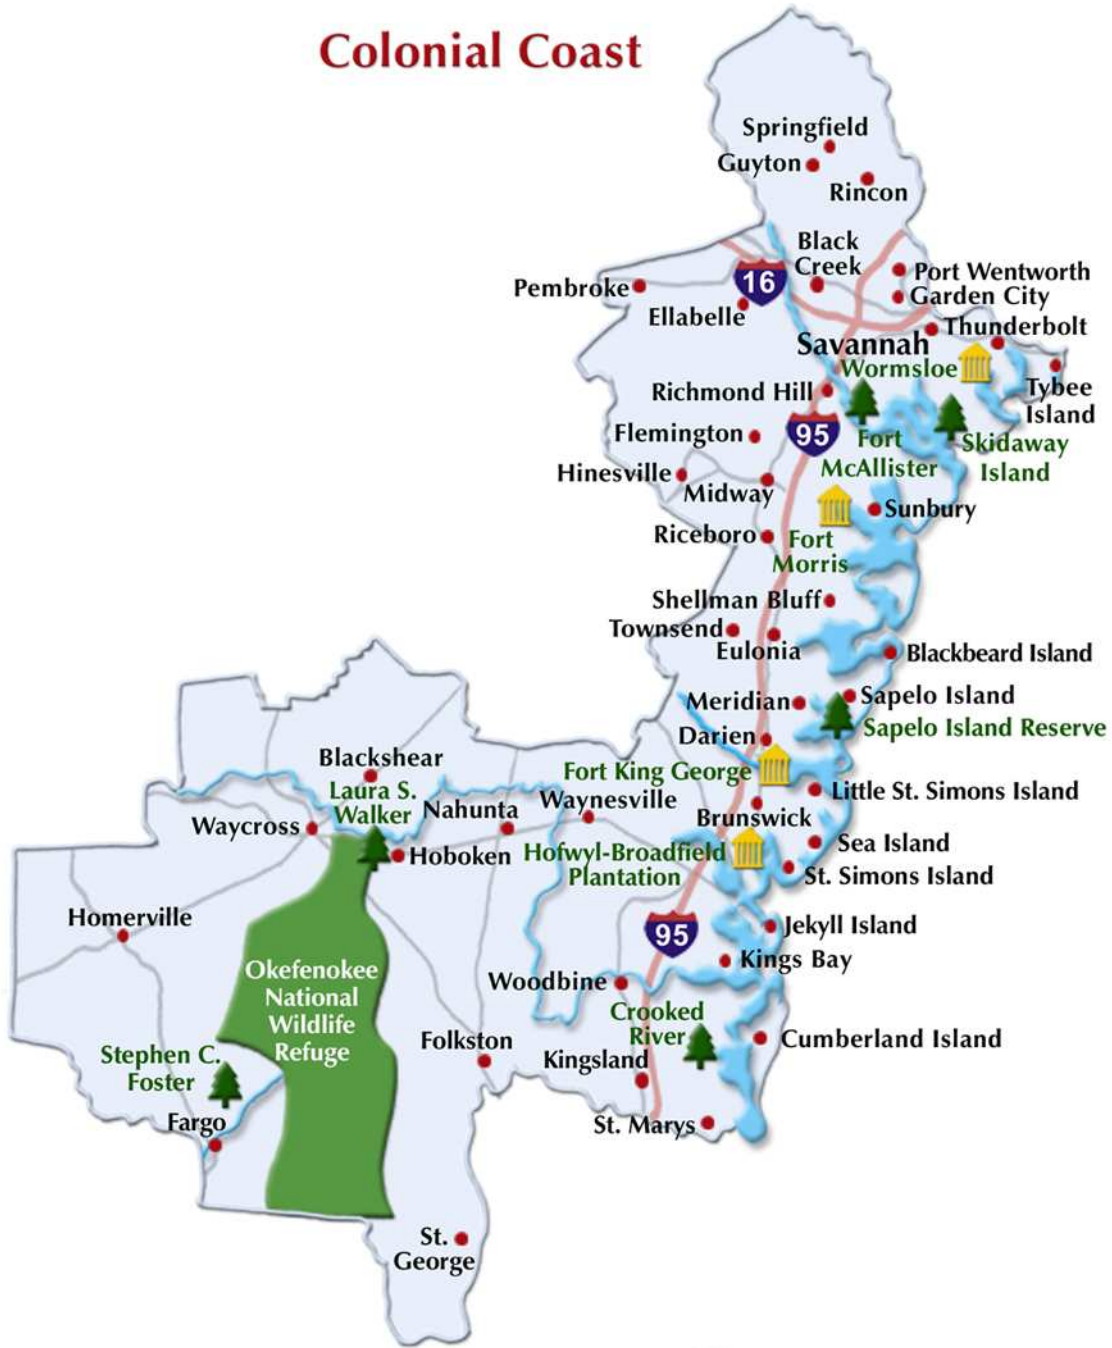 Colonial Coast
Springfield
Guyton
Rincon
Black
Creek
16
Port Wentworth
Pembroke
Garden City
Ellabelle
Thunderbolt
Savannah
Wormsloe
Tybee
Island
Richmond Hill
95
Flemington
Fort
McAllister
Skidaway
Island
Hinesville
Midway
Sunbury
Riceboro
Fort
Morris
Shellman Bluff
Townsend
Eulonia
Blackbeard Island
Meridian
Sapelo Island
Sapelo Island Reserve
Darien
Blackshear
Fort King George
Laura S.
Walker
Nahunta
Waynesville
Little St. Simons Island
Brunswick
Waycross
Hoboken
Hofwyl-Broadfield
Plantation
Sea Island
St. Simons Island
Homerville
Jekyll Island
95
Kings Bay
Okefenokee
National
Wildlife
Refuge
Woodbine
Crooked
River
Folkston
Cumberland Island
Stephen C.
Foster
Kingsland
Fargo
St. Marys
St.
George